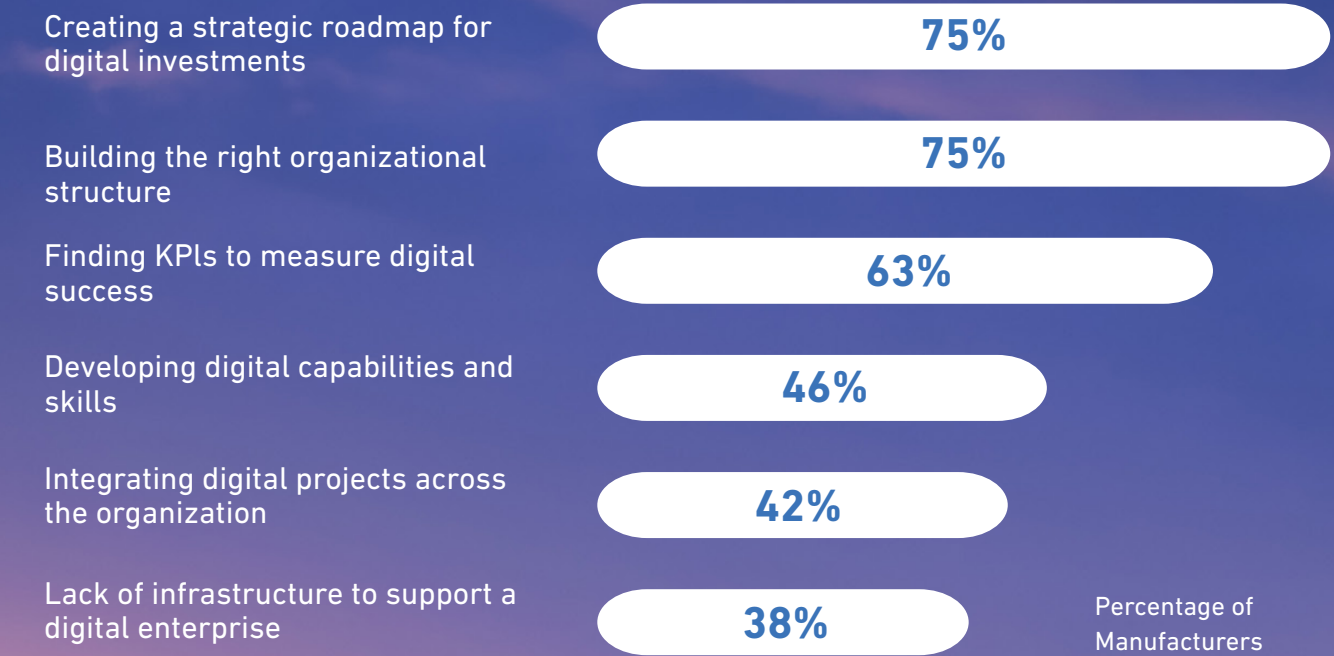 Creating a strategic roadmap for
digital investments
75%
Building the right organizational
structure
75%
Finding KPIs to measure digital
success
63%
Developing digital capabilities and
skills
46%
Integrating digital projects across
the organization
42%
Lack of infrastructure to support a
digital enterprise
38%
Percentage of
Manufacturers